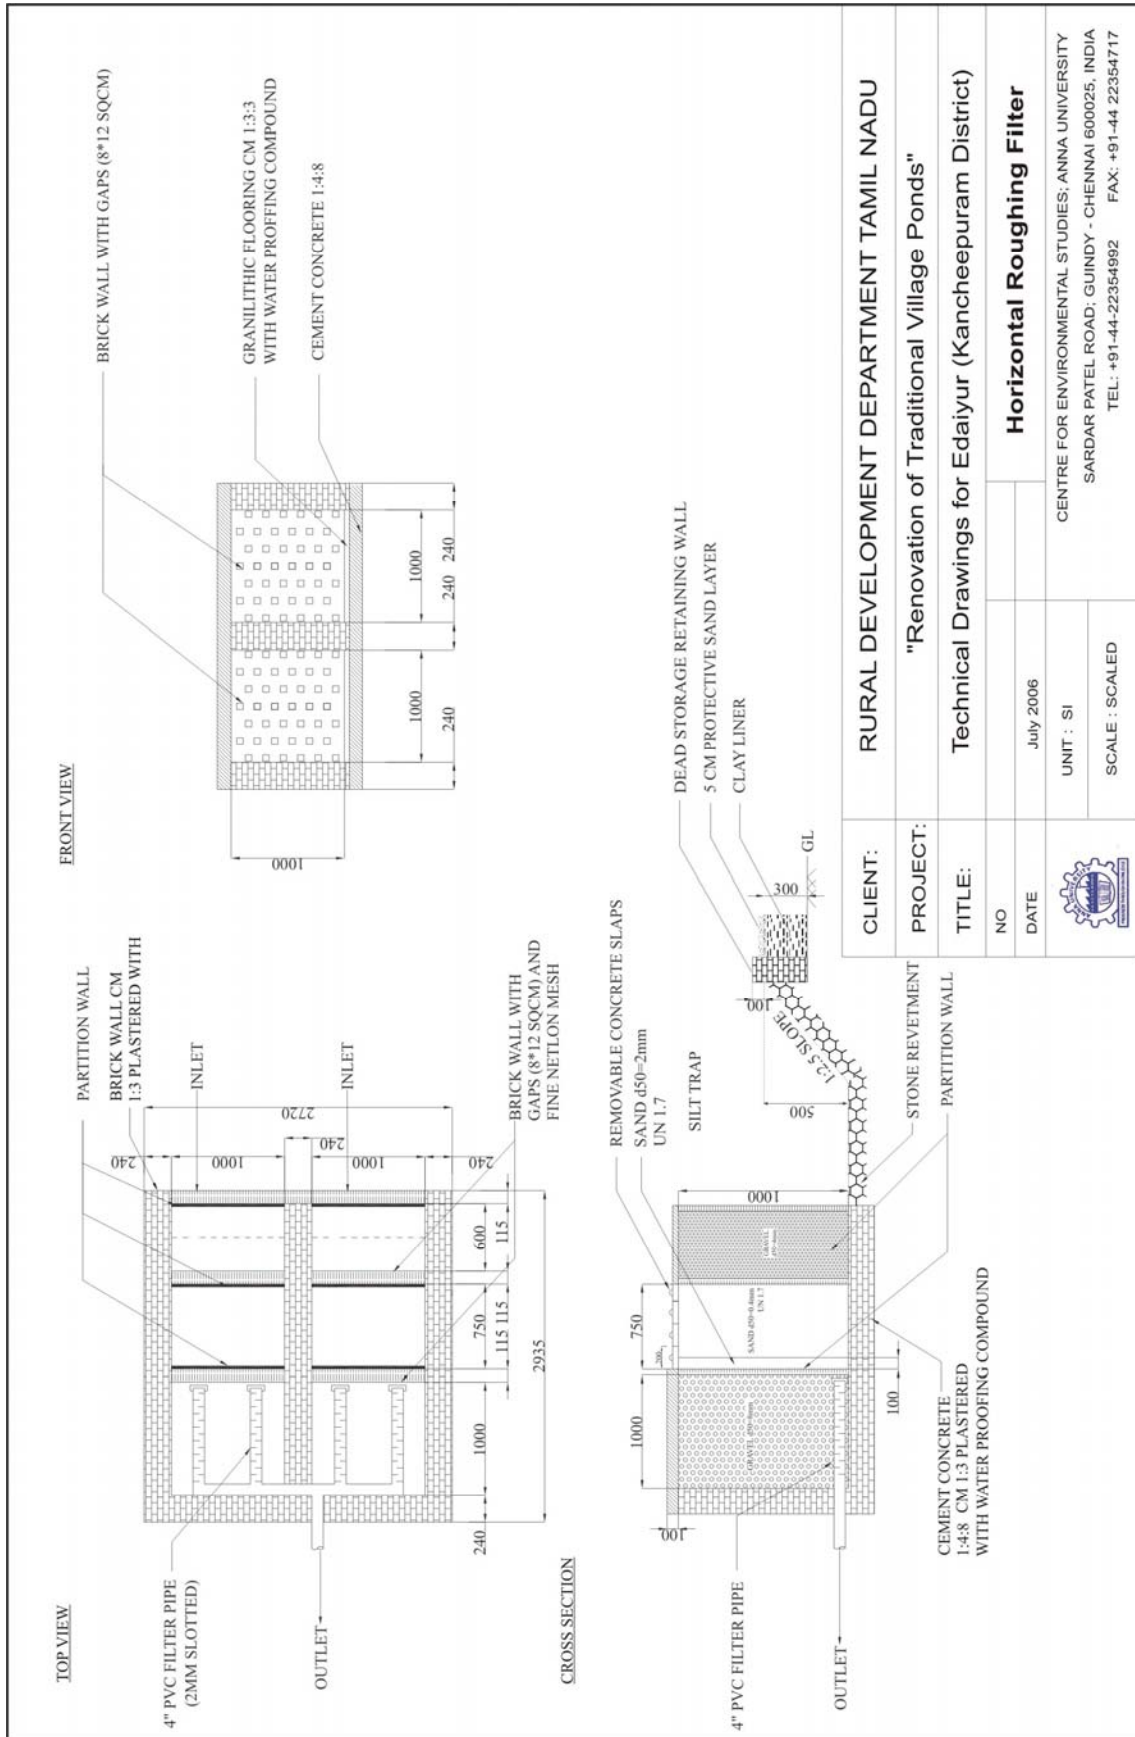 TOP VIEW
PARTITION WALL
BRICK WALL CM
1:3 PLASTERED WITH
INLET
INLET
BRICK WALL WITH
GAPS (8*12 SQCM) AND
FINE NETLON MESH
4" PVC FILTER PIPE
(2MM SLOTTED)
OUTLET
240
1000
240
1000
240
2720
240
1000
115 115
750
115
600
115
2935
FRONT VIEW
BRICK WALL WITH GAPS (8*12 SQCM)
GRANILITHIC FLOORING CM 1:3:3
WITH WATER PROFFING COMPOUND
CEMENT CONCRETE 1:4:8
1000
1000
1000
240
240
240
CROSS SECTION
REMOVABLE CONCRETE SLAPS
SAND d50=2mm
UN 1.7
SILT TRAP
DEAD STORAGE RETAINING WALL
5 CM PROTECTIVE SAND LAYER
CLAY LINER
GL
300
100
1:2.5 SLOPE
500
STONE REVETMENT
PARTITION WALL
1000
750
200
1000
100
100
GRAVEL
SAND
UN 1.7
GRAVEL
4" PVC FILTER PIPE
OUTLET
CEMENT CONCRETE
1:4:8 CM 1:3 PLASTERED
WITH WATER PROOFING COMPOUND
CLIENT: RURAL DEVELOPMENT DEPARTMENT TAMIL NADU
PROJECT: "Renovation of Traditional Village Ponds"
TITLE: Technical Drawings for Edaiyur (Kancheepuram District)
NO
Horizontal Roughing Filter
DATE July 2006
UNIT : SI
SCALE : SCALED
CENTRE FOR ENVIRONMENTAL STUDIES; ANNA UNIVERSITY
SARDAR PATEL ROAD; GUINDY - CHENNAI 600025, INDIA
TEL: +91-44-22354992 FAX: +91-44 22354717